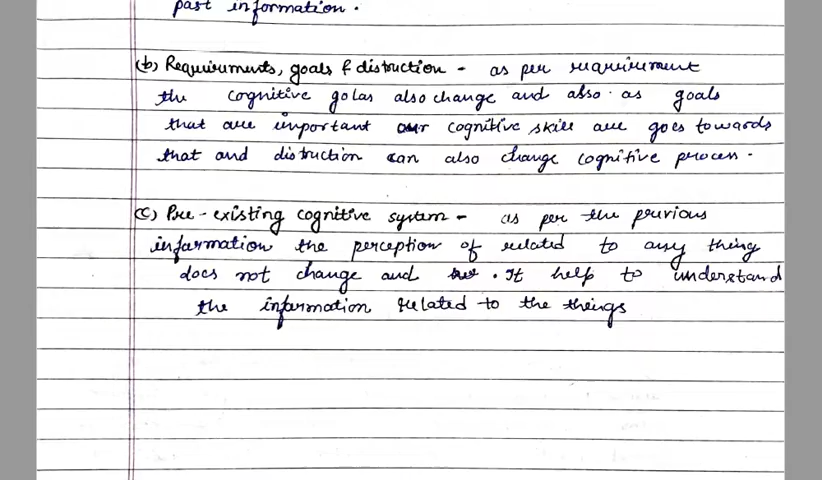 past information.
(b) Requirements, goals & distruction - as per requirement
the cognitive golas also change and also. as goals
that are important our cognitive skill are goes towards
that and distruction can also change cognitive process.
(c) Pre-existing cognitive system - as per the previous
information the perception of related to any thing
does not change and . It help to understand
the information related to the things